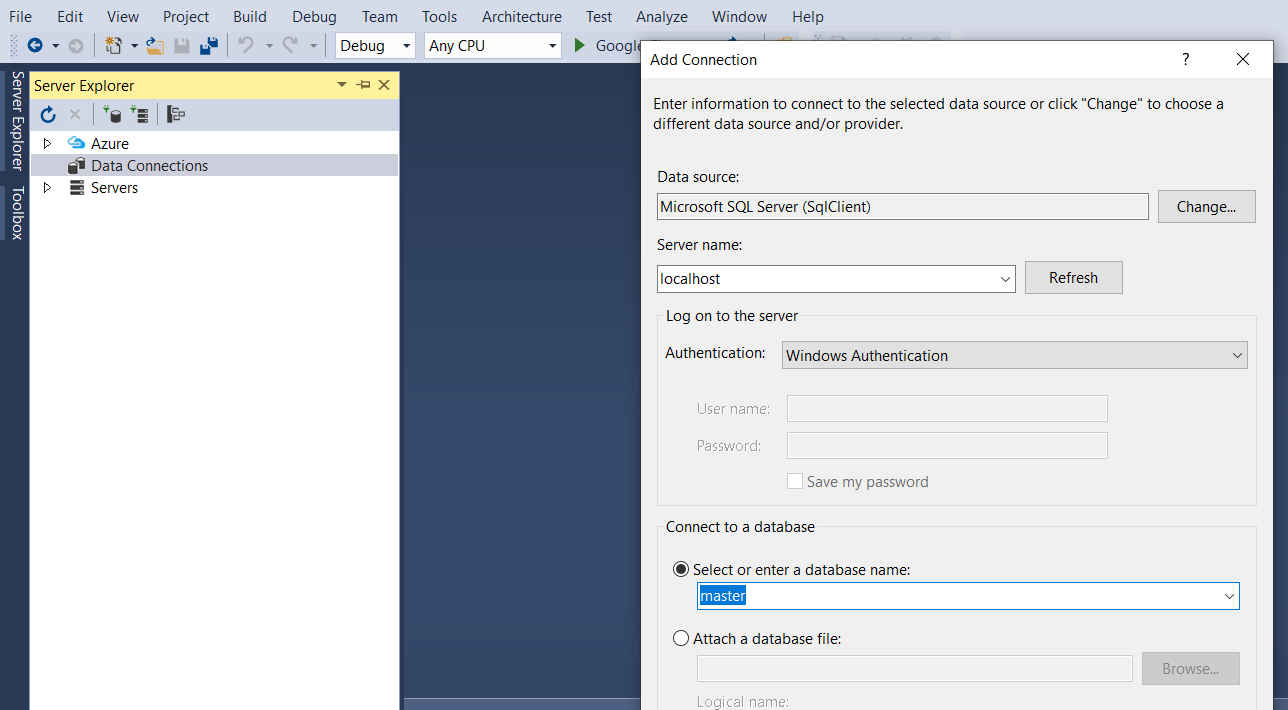 File Edit View Project Build Debug Team Tools Architecture Test Analyze Window Help
Debug Any CPU
Server Explorer
Toolbox
Server Explorer
Azure
Data Connections
Servers
Add Connection ?
Enter information to connect to the selected data source or click "Change" to choose a
different data source and/or provider.
Data source:
Microsoft SQL Server (SqlClient) Change...
Server name:
localhost Refresh
Log on to the server
Authentication: Windows Authentication
User name:
Password:
Save my password
Connect to a database
Select or enter a database name:
master
Attach a database file:
Browse...
Logical name: